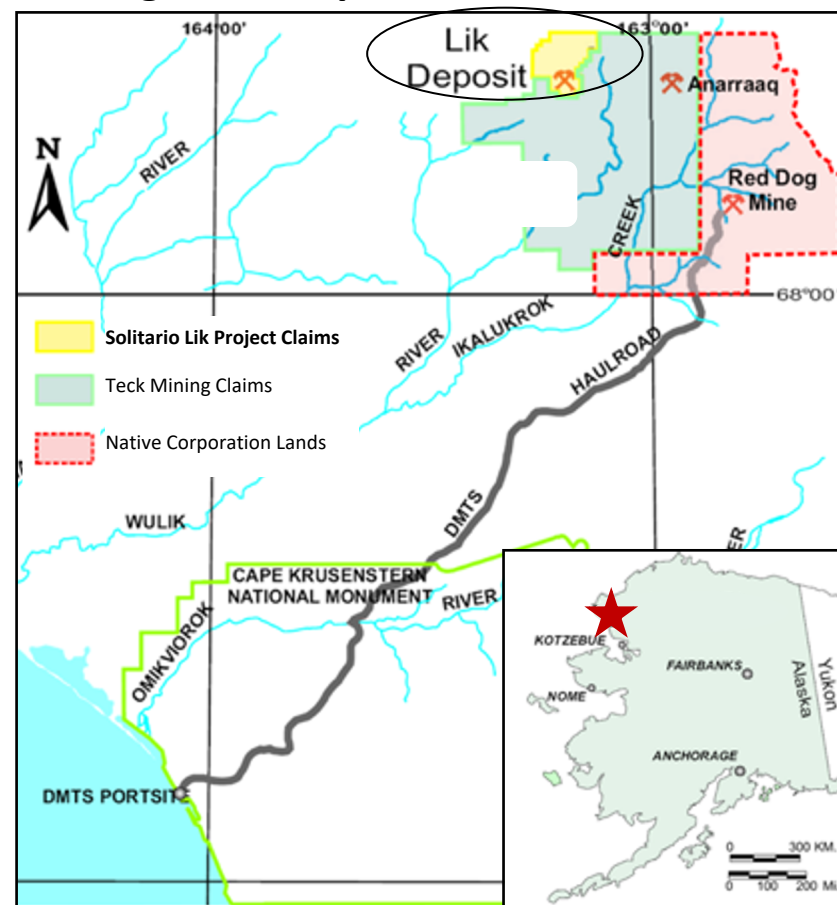 164°00'
163°00'
Lik
Deposit
Anarraaq
N
RIVER
Red Dog
Mine
CREEK
68°00'
Solitario Lik Project Claims
RIVER
IKALUKROK
Teck Mining Claims
HAULROAD
Native Corporation Lands
DMTS
WULIK
CAPE KRUSENSTERN
NATIONAL MONUMENT
RIVER
OMIKVIOROK
DMTS PORTSITE
KOTZEBUE
FAIRBANKS
NOME
Alaska
Yukon
ANCHORAGE
0 300 KM.
0 100 200 Mi